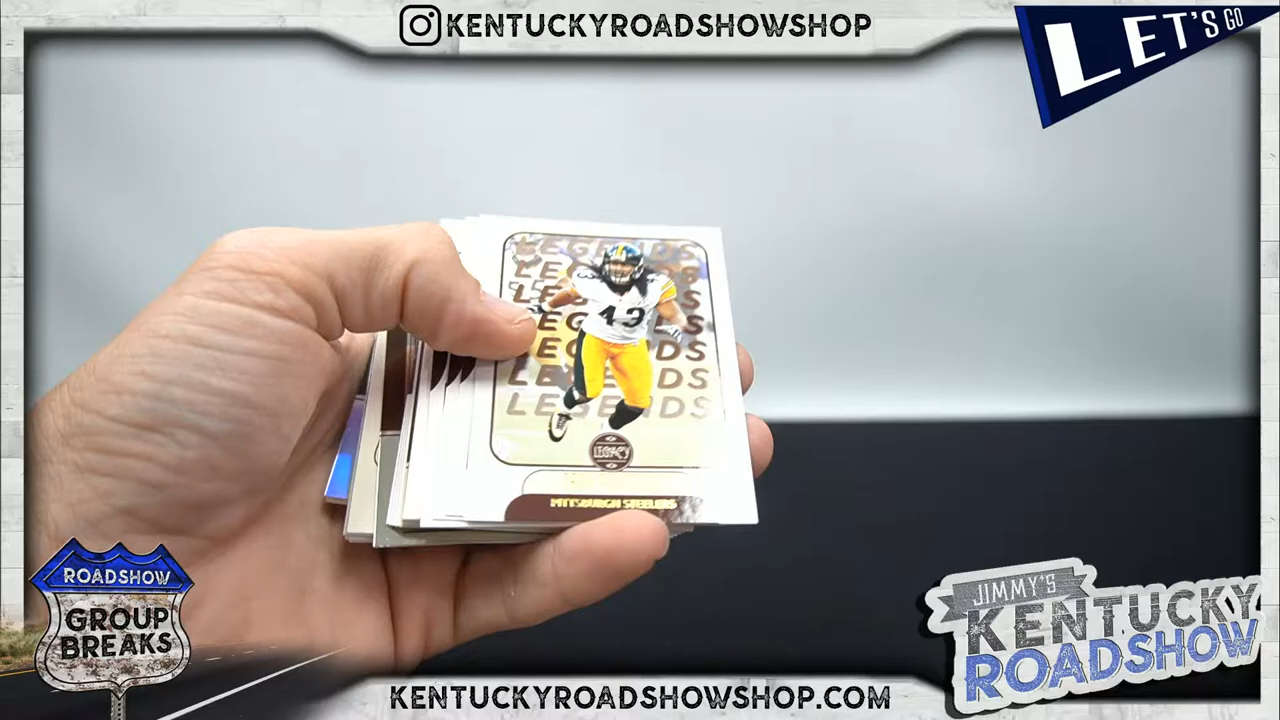 KENTUCKYROADSHOWSHOP
LET'S GO
LEGENDS
LEGENDS
LEGENDS
LEGENDS
LEGENDS
LEGENDS
LEGENDS
43
LEGACY
PITTSBURGH STEELERS
ROADSHOW
GROUP
BREAKS
JIMMY'S
KENTUCKY
ROADSHOW
KENTUCKYROADSHOWSHOP.COM